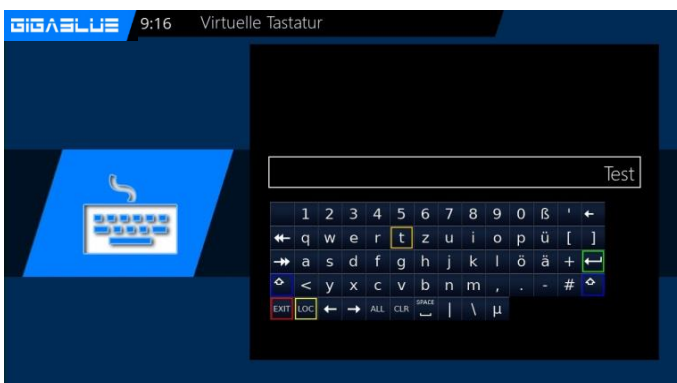 GIGABLUE 9:16 Virtuelle Tastatur
Test
1 2 3 4 5 6 7 8 9 0 ß ' ←
↞ q w e r t z u i o p ü [ ]
↠ a s d f g h j k l ö ä + ↵
⇧ < y x c v b n m , . - # ⇧
EXIT LOC ← → ALL CLR SPACE | \ µ